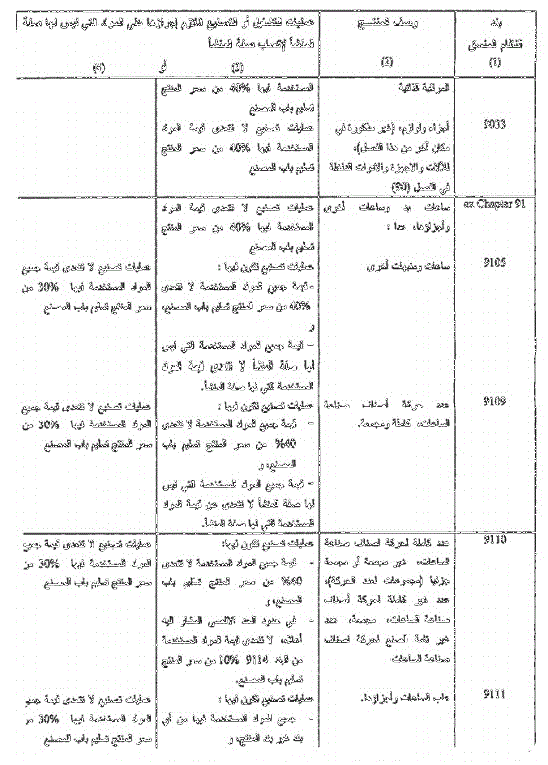 بند
النظام المنسق
(1)
وصف المنتج
(2)
عمليات التشغيل أو التصنيع اللازم إجراؤها على المواد التي ليس لها صفة
المنشأ لإكتساب صفة المنشأ
(3) أو (4)
المراقبة الذاتية
المستخدمة فيها 40% من سعر المنتج
تسليم باب المصنع
9033
أجزاء ولوازم، (غير مذكورة في
مكان آخر من هذا الفصل)،
للآلات والأجهزة والأدوات الداخلة
في الفصل (90)
عمليات تصنيع لا تتعدى قيمة المواد
المستخدمة فيها 40% من سعر المنتج
تسليم باب المصنع
ex Chapter 91
ساعات يد وساعات أخرى
وأجزاؤها، عدا :
عمليات تصنيع لا تتعدى قيمة المواد
المستخدمة فيها 40% من سعر المنتج
تسليم باب المصنع
9105
ساعات ومنبهات أخرى
عمليات تصنيع تكون فيها :
- قيمة جميع المواد المستخدمة لا تتعدى
40% من سعر المنتج تسليم باب المصنع،
و
- قيمة جميع المواد المستخدمة التي ليس
لها صفة المنشأ لا تتعدى قيمة المواد
المستخدمة التي لها صفة المنشأ.
عمليات تصنيع لا تتعدى قيمة جميع
المواد المستخدمة فيها 30% من
سعر المنتج تسليم باب المصنع
9109
عدد حركة أصناف صناعة
الساعات، كاملة ومجمعة.
عمليات تصنيع تكون فيها :
- قيمة جميع المواد المستخدمة لا تتعدى
40% من سعر المنتج تسليم باب
المصنع، و
- قيمة جميع المواد المستخدمة التي ليس
لها صفة المنشأ لا تتعدى عن قيمة المواد
المستخدمة التي لها صفة المنشأ.
عمليات تصنيع لا تتعدى قيمة جميع
المواد المستخدمة فيها 30% من
سعر المنتج تسليم باب المصنع
9110
عدد كاملة لحركة أصناف صناعة
الساعات، غير مجمعة أو مجمعة
جزئيا (مجموعات لعدد الحركة)،
عدد غير كاملة لحركة أصناف
صناعة الساعات، مجمعة، عدد
غير تامة الصنع لحركة أصناف
صناعة الساعات
عمليات تصنيع تكون فيها:
- قيمة جميع المواد المستخدمة لا تتعدى
40% من سعر المنتج تسليم باب
المصنع، و
- في حدود الحد الأقصى المشار إليه
أعلاه، لا تتعدى قيمة المواد المستخدمة
من البند 9114 10% من سعر المنتج
تسليم باب المصنع.
عمليات تصنيع لا تتعدى قيمة جميع
المواد المستخدمة فيها 30% من
سعر المنتج تسليم باب المصنع
9111
علب الساعات وأجزاؤها.
عمليات تصنيع تكون فيها :
- جميع المواد المستخدمة فيها من أي
بند غير بند المنتج، و
عمليات تصنيع لا تتعدى قيمة جميع
المواد المستخدمة فيها 30% من
سعر المنتج تسليم باب المصنع